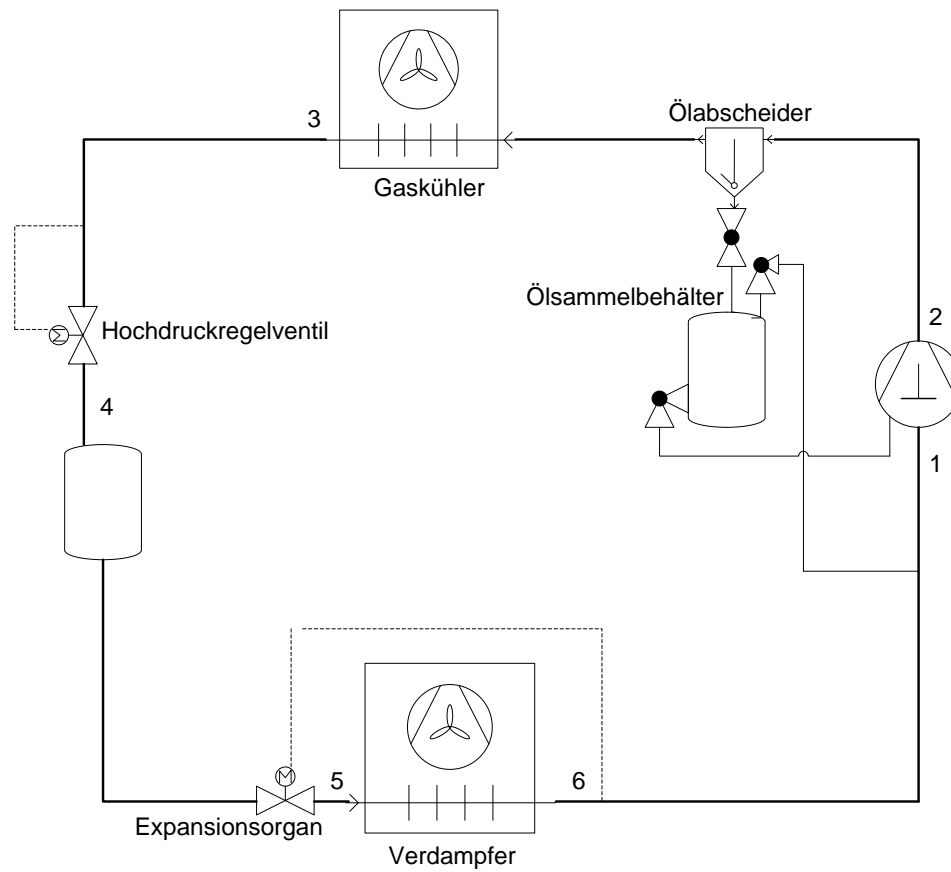 3
Gaskühler
Ölabscheider
Ölsammelbehälter
Hochdruckregelventil
M
2
4
1
M
5
6
Expansionsorgan
Verdampfer